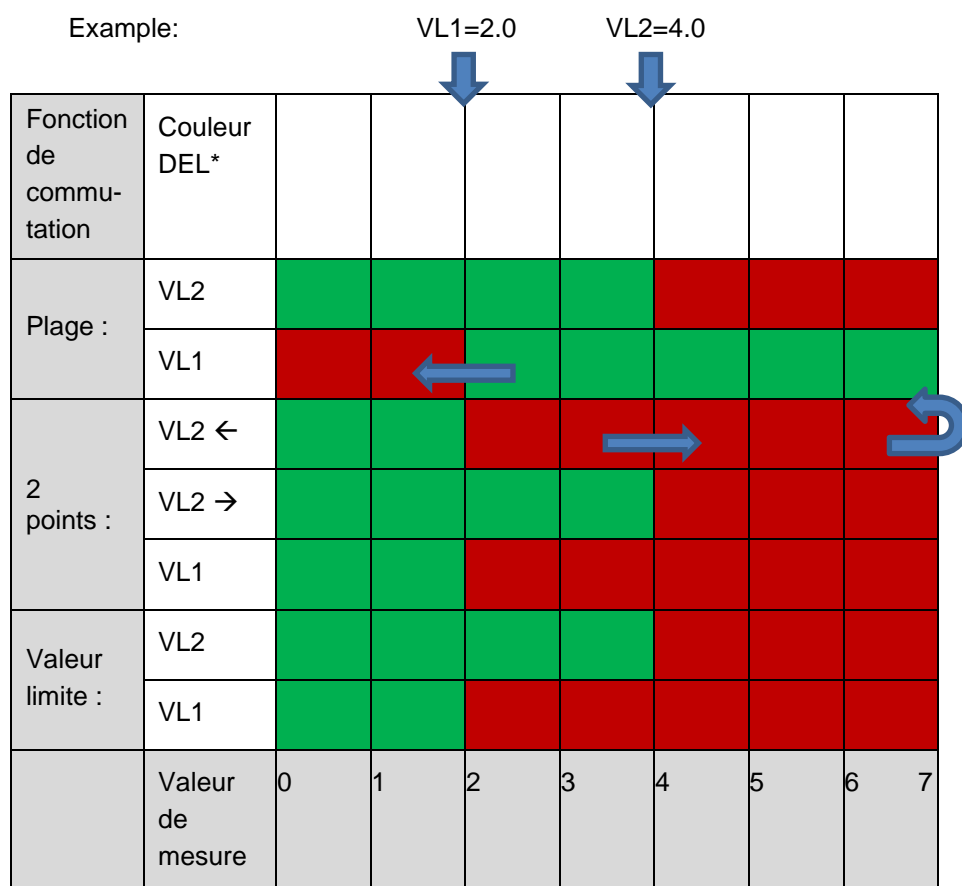 Example: VL1=2.0 VL2=4.0
Fonction
de
commu-
tation
Couleur
DEL*
Plage :
VL2
VL1
2
points :
VL2 ←
VL2 →
VL1
Valeur
limite :
VL2
VL1
Valeur
de
mesure
0 1 2 3 4 5 6 7